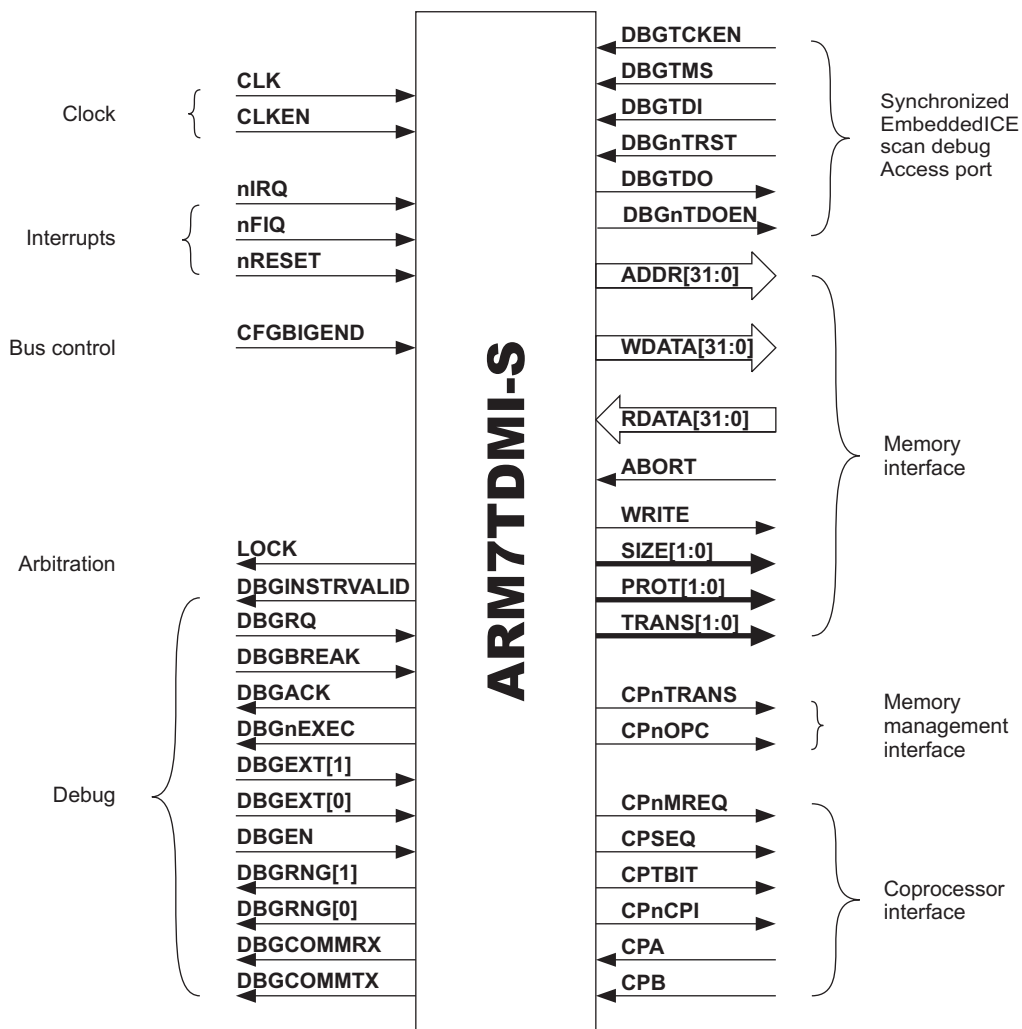 CLK
Clock
CLKEN
nIRQ
nFIQ
Interrupts
nRESET
CFGBIGEND
Bus control
LOCK
Arbitration
DBGINSTRVALID
DBGRQ
DBGBREAK
DBGACK
DBGnEXEC
DBGEXT[1]
Debug
DBGEXT[0]
DBGEN
DBGRNG[1]
DBGRNG[0]
DBGCOMMRX
DBGCOMMTX
ARM7TDMI-S
DBGTCKEN
DBGTMS
DBGTDI
DBGnTRST
DBGTDO
DBGnTDOEN
Synchronized
EmbeddedICE
scan debug
Access port
ADDR[31:0]
WDATA[31:0]
RDATA[31:0]
ABORT
WRITE
SIZE[1:0]
PROT[1:0]
TRANS[1:0]
Memory
interface
CPnTRANS
CPnOPC
Memory
management
interface
CPnMREQ
CPSEQ
CPTBIT
CPnCPI
CPA
CPB
Coprocessor
interface